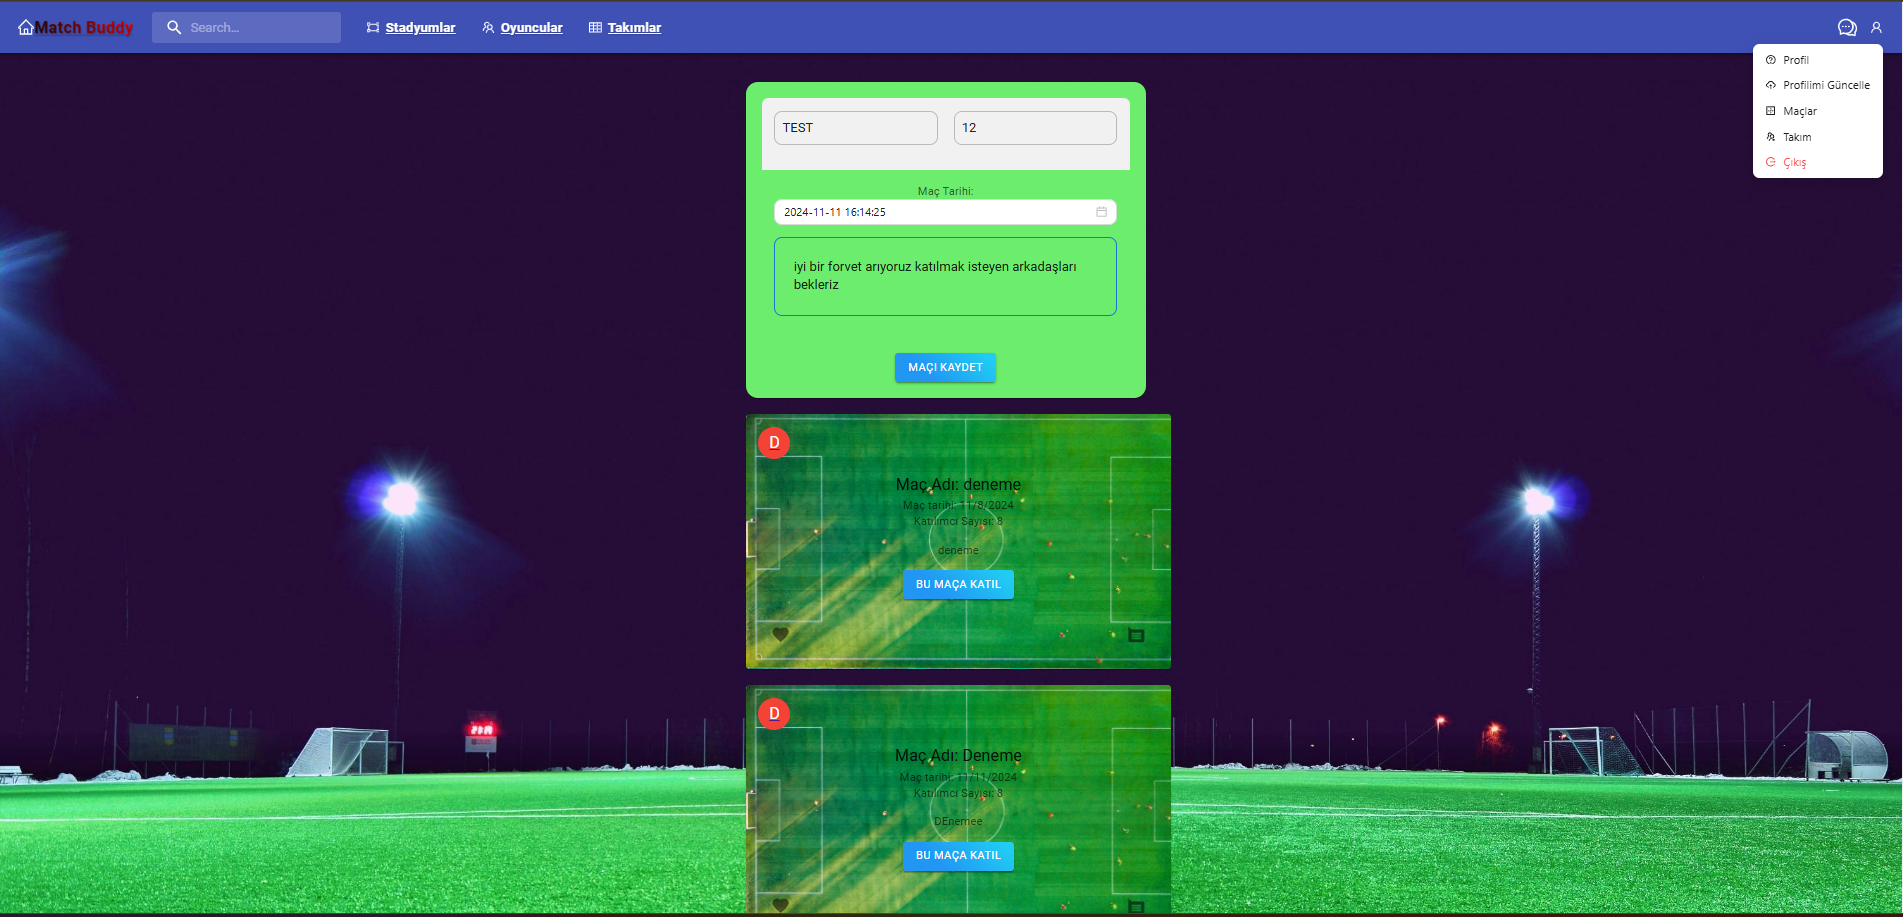 Match Buddy
Search...
Stadyumlar
Oyuncular
Takımlar
Profil
Profilimi Güncelle
Maçlar
Takım
Çıkış
TEST
12
Maç Tarihi:
2024-11-11 16:14:25
iyi bir forvet arıyoruz katılmak isteyen arkadaşları
bekleriz
MAÇI KAYDET
D
Maç Adı: deneme
Maç tarihi: 11/8/2024
Katılımcı Sayısı: 8
deneme
BU MAÇA KATIL
D
Maç Adı: Deneme
Maç tarihi: 11/11/2024
Katılımcı Sayısı: 8
DEnemee
BU MAÇA KATIL